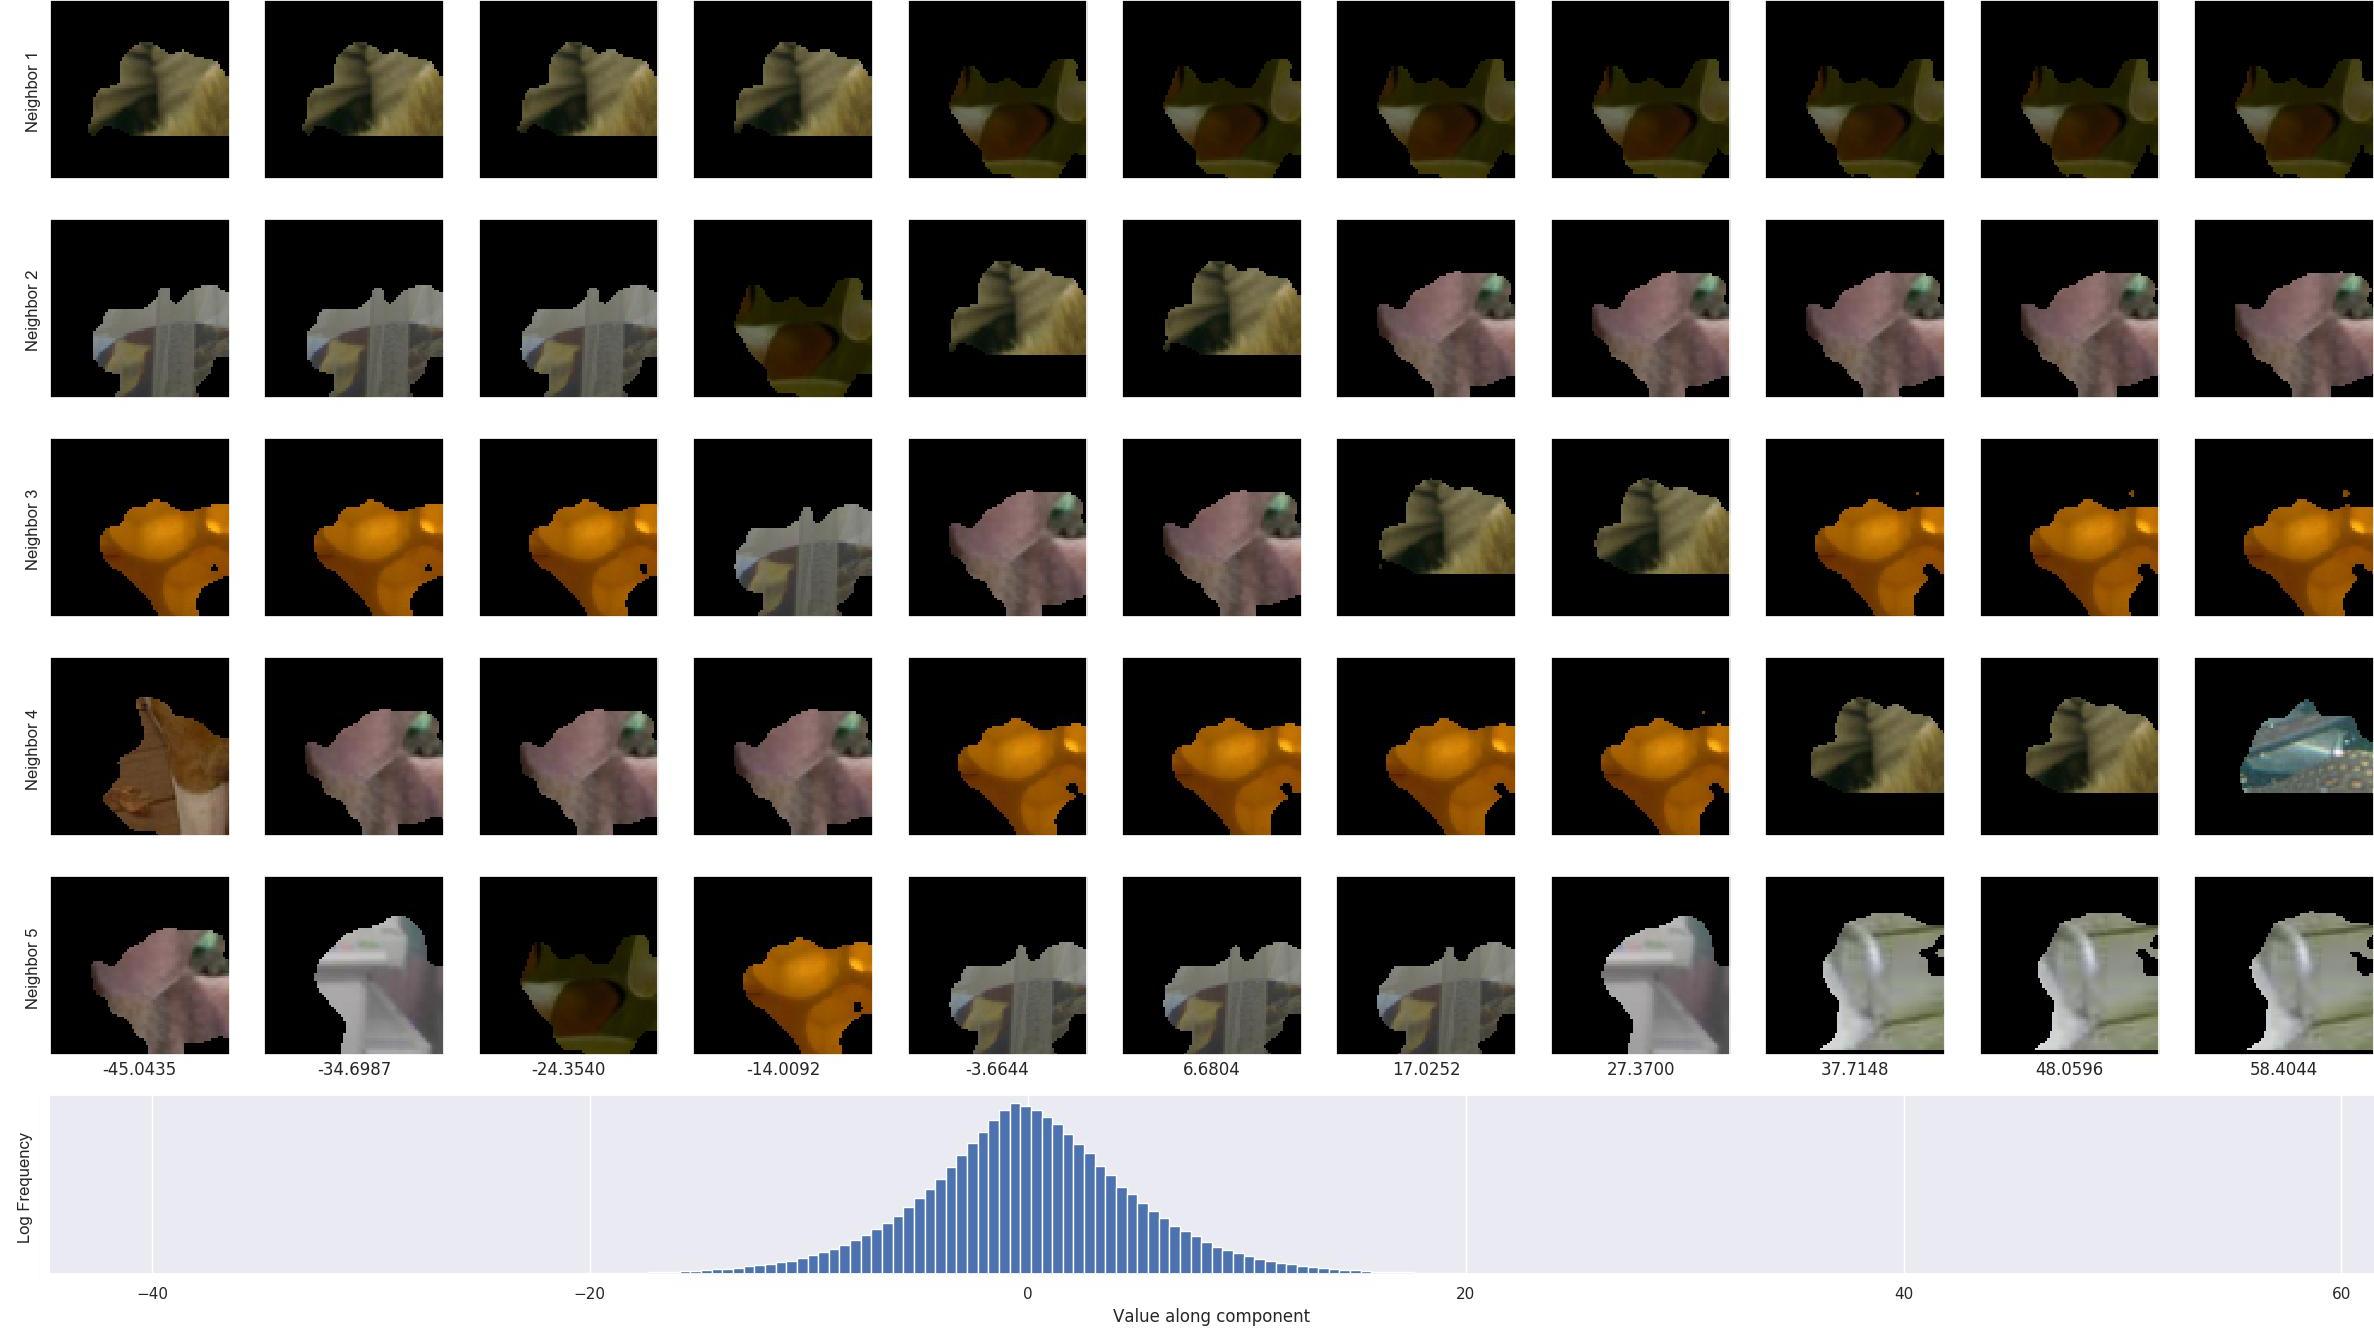 Neighbor 1
Neighbor 2
Neighbor 3
Neighbor 4
Neighbor 5
-45.0435 -34.6987 -24.3540 -14.0092 -3.6644 6.6804 17.0252 27.3700 37.7148 48.0596 58.4044
Log Frequency
−40 −20 0 20 40 60
Value along component